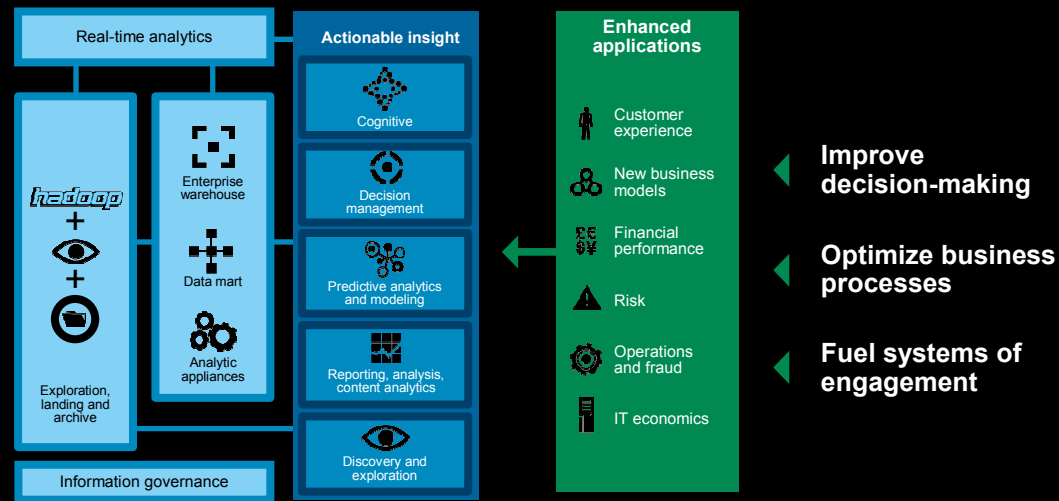 Real-time analytics
hadoop
+
+
Exploration,
landing and
archive
Enterprise
warehouse
Data mart
Analytic
appliances
Information governance
Actionable insight
Cognitive
Decision
management
Predictive analytics
and modeling
Reporting, analysis,
content analytics
Discovery and
exploration
Enhanced
applications
Customer
experience
New business
models
££
$¥
Financial
performance
Risk
Operations
and fraud
IT economics
Improve
decision-making
Optimize business
processes
Fuel systems of
engagement